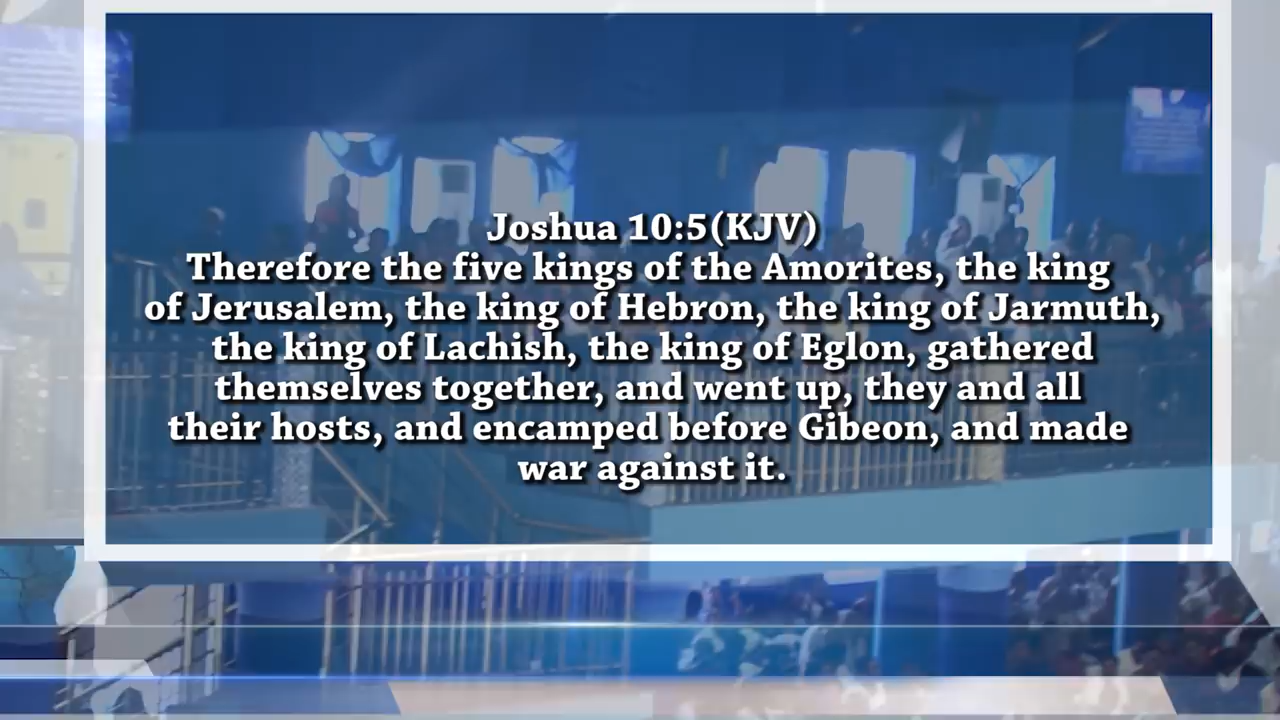 Joshua 10:5(KJV)
Therefore the five kings of the Amorites, the king
of Jerusalem, the king of Hebron, the king of Jarmuth,
the king of Lachish, the king of Eglon, gathered
themselves together, and went up, they and all
their hosts, and encamped before Gibeon, and made
war against it.